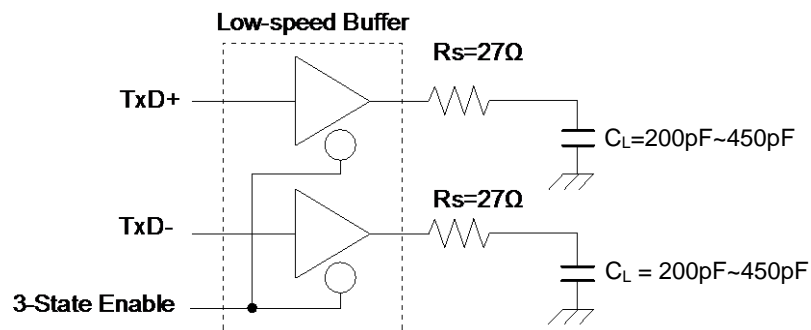 Low-speed Buffer
Rs=27Ω
TxD+
CL=200pF~450pF
Rs=27Ω
TxD-
CL = 200pF~450pF
3-State Enable